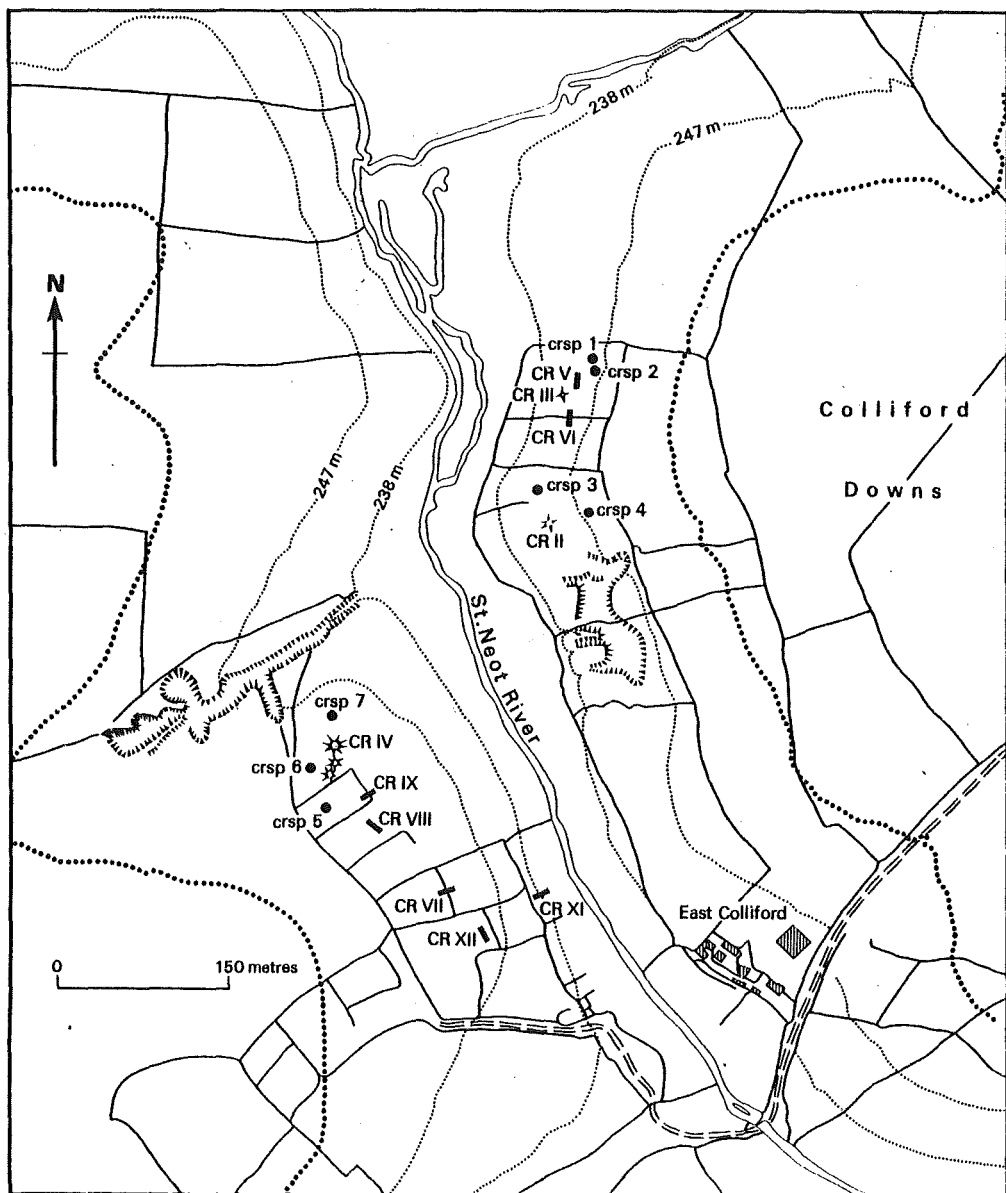 238 m
247 m
N
crsp 1
CR V
crsp 2
CR III
CR VI
Colliford
Downs
247 m
238 m
crsp 3
crsp 4
CR II
St. Neot River
crsp 7
CR IV
crsp 6
CR IX
crsp 5
CR VIII
CR VII
CR XI
CR XII
East Colliford
0
150 metres